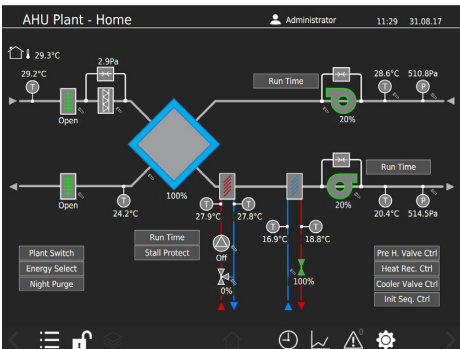 AHU Plant - Home
Administrator
11:29 31.08.17
29.3°C
29.2°C
2.9Pa
28.6°C 510.8Pa
T
T
P
Run Time
Open
20%
Run Time
Open
24.2°C
T
100%
27.9°C
27.8°C
T
T
20%
20.4°C 514.5Pa
T
P
16.9°C
18.8°C
T
T
Run Time
Stall Protect
Off
0%
100%
Plant Switch
Energy Select
Night Purge
Pre H. Valve Ctrl
Heat Rec. Ctrl
Cooler Valve Ctrl
Init Seq. Ctrl